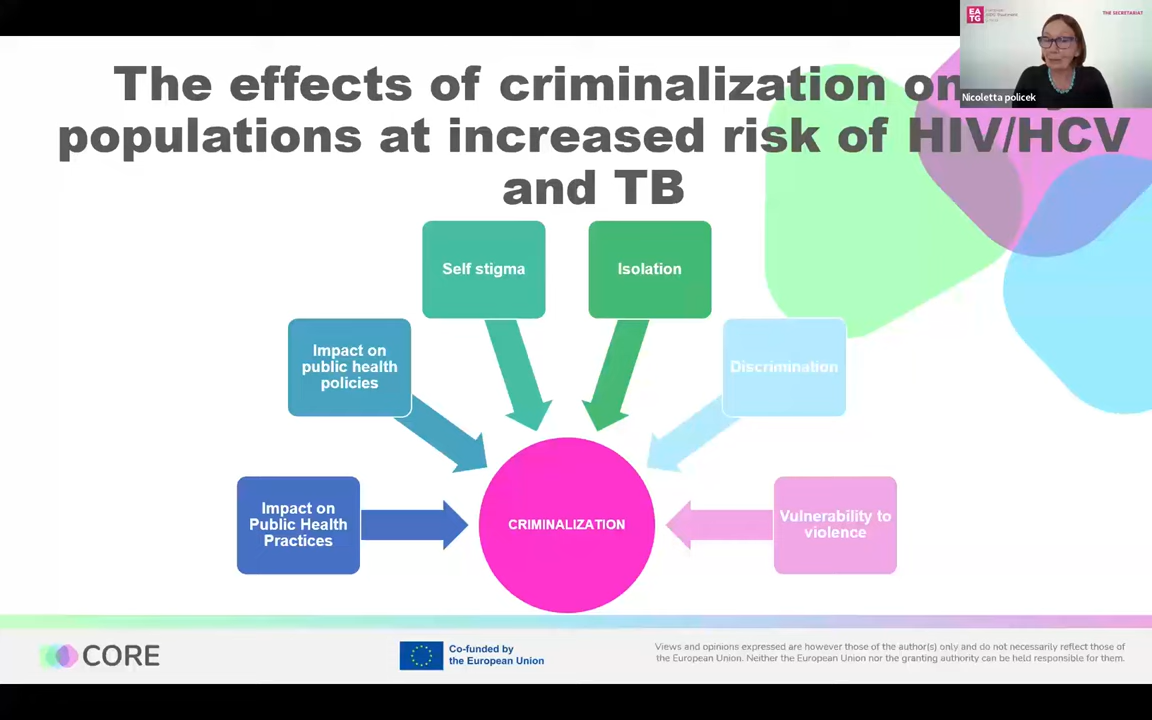 The effects of criminalization on
populations at increased risk of HIV/HCV
and TB
EA
TG
THE SECRETARIAT
Nicoletta policek
Self stigma
Isolation
Impact on
public health
policies
Discrimination
Impact on
Public Health
Practices
CRIMINALIZATION
Vulnerability to
violence
CORE
Co-funded by
the European Union
Views and opinions expressed are however those of the author(s) only and do not necessarily reflect those of
the European Union. Neither the European Union nor the granting authority can be held responsible for them.